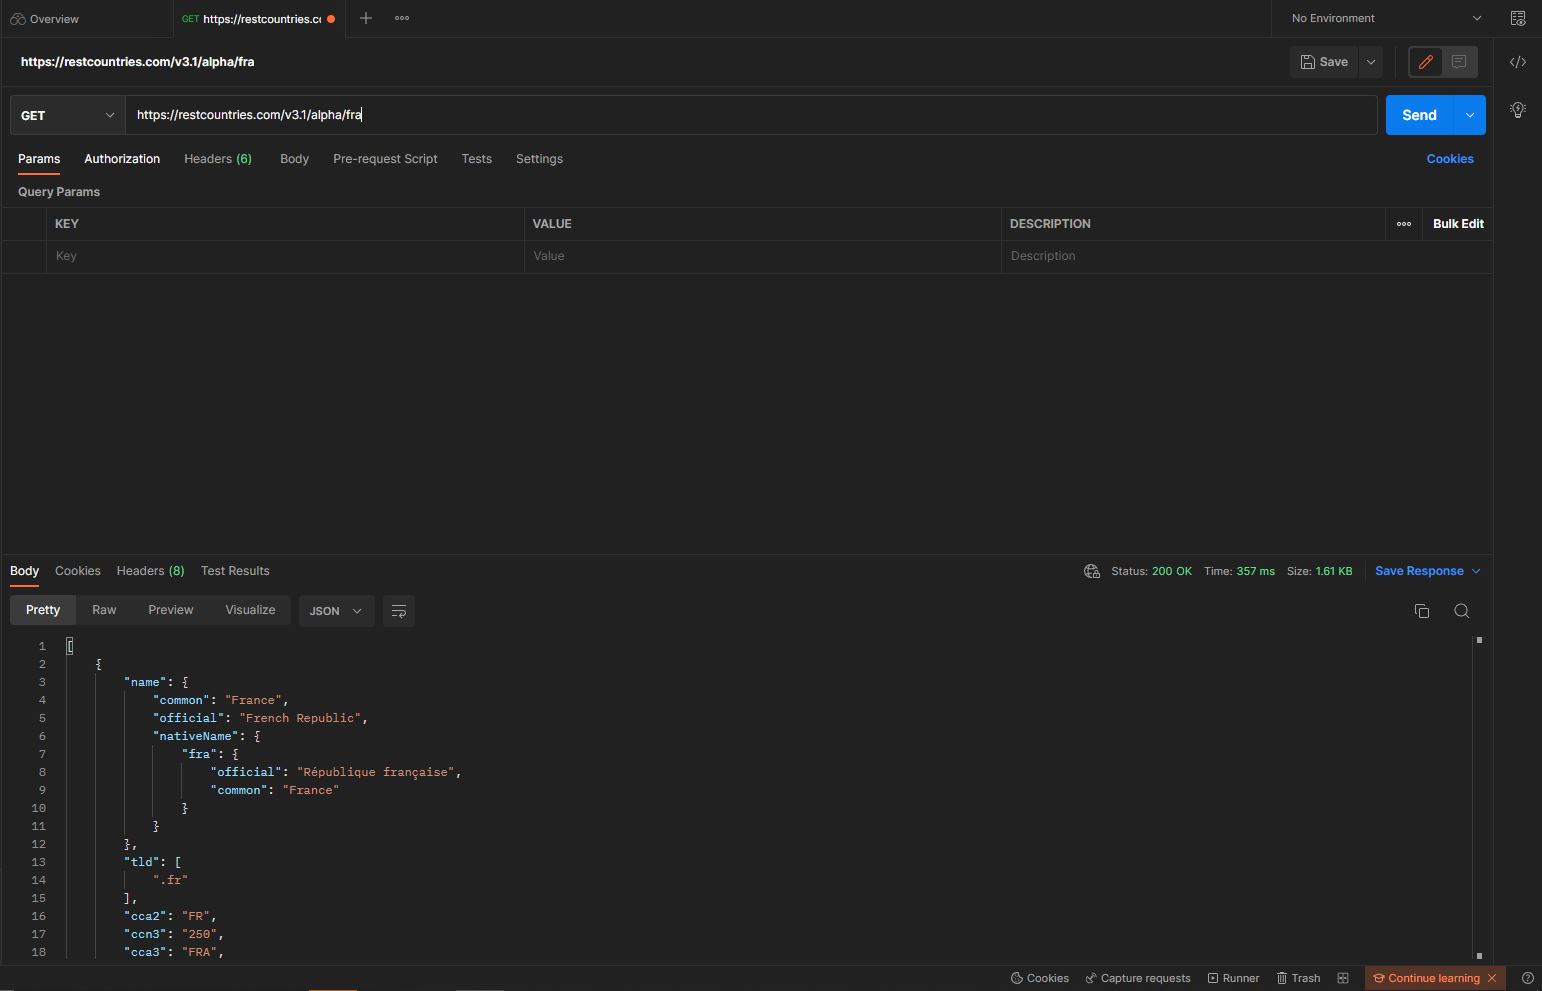 Overview GET https://restcountries.co No Environment
https://restcountries.com/v3.1/alpha/fra Save
GET https://restcountries.com/v3.1/alpha/fra Send
Params Authorization Headers (6) Body Pre-request Script Tests Settings Cookies
Query Params
KEY VALUE DESCRIPTION Bulk Edit
Key Value Description
Body Cookies Headers (8) Test Results Status: 200 OK Time: 357 ms Size: 1.61 KB Save Response
Pretty Raw Preview Visualize JSON
1 [
2 {
3 "name": {
4 "common": "France",
5 "official": "French Republic",
6 "nativeName": {
7 "fra": {
8 "official": "République française",
9 "common": "France"
10 }
11 }
12 },
13 "tld": [
14 ".fr"
15 ],
16 "cca2": "FR",
17 "ccn3": "250",
18 "cca3": "FRA",
Cookies Capture requests Runner Trash Continue learning